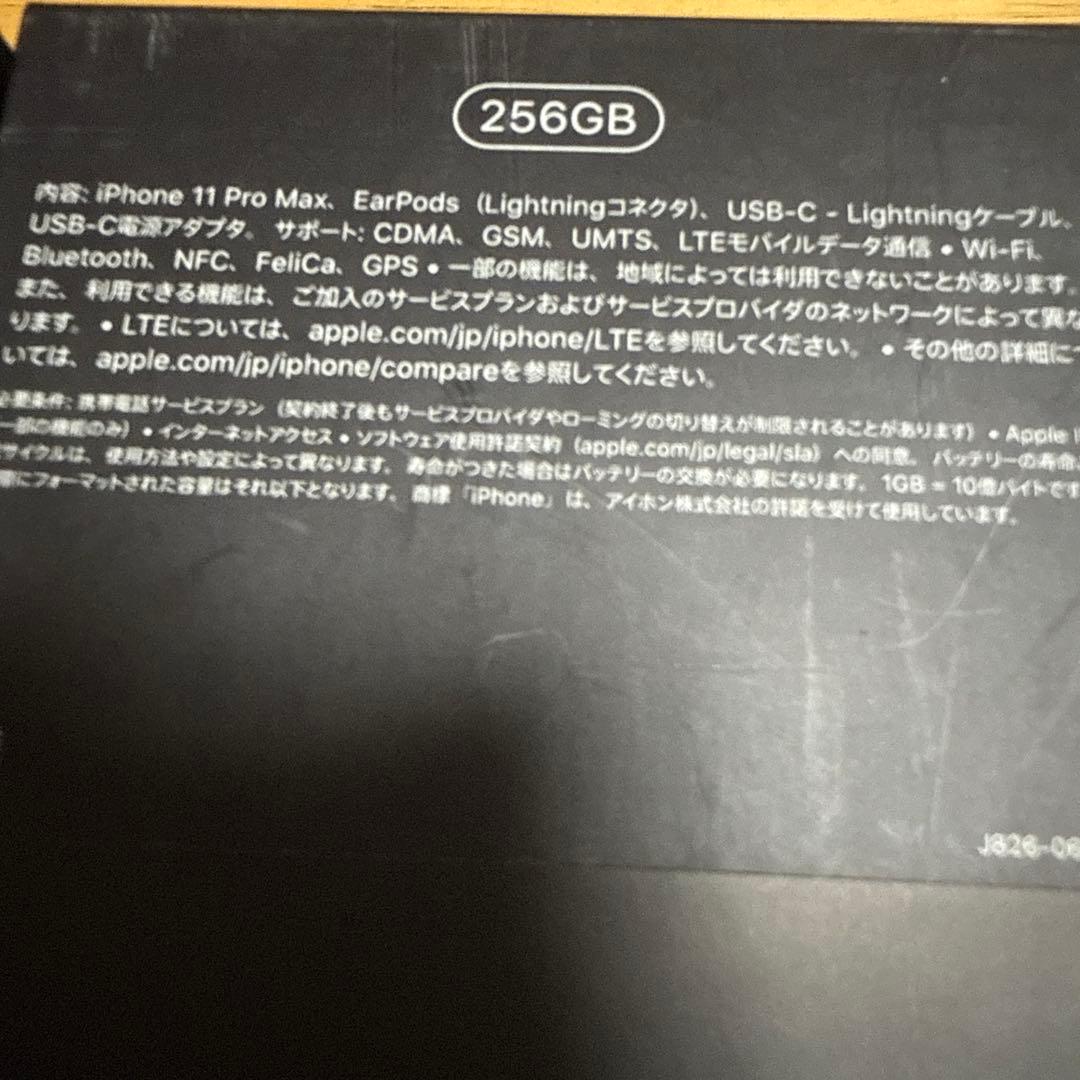 256GB
内容: iPhone 11 Pro Max、EarPods（Lightningコネクタ）、USB-C - Lightningケーブル、
USB-C電源アダプタ。サポート: CDMA、GSM、UMTS、LTEモバイルデータ通信 • Wi-Fi、
Bluetooth、NFC、FeliCa、GPS • 一部の機能は、地域によっては利用できないことがあります。
また、利用できる機能は、ご加入のサービスプランおよびサービスプロバイダのネットワークによって異な
ります。 • LTEについては、apple.com/jp/iphone/LTEを参照してください。 • その他の詳細に
いては、apple.com/jp/iphone/compareを参照してください。
必要条件: 携帯電話サービスプラン（契約終了後もサービスプロバイダやローミングの切り替えが制限されることがあります） • Apple
一部の機能のみ） • インターネットアクセス • ソフトウェア使用許諾契約（apple.com/jp/legal/sla）への同意。バッテリーの寿命
サイクルは、使用方法や設定によって異なります。寿命がつきた場合はバッテリーの交換が必要になります。1GB = 10億バイトです
にフォーマットされた容量はそれ以下となります。商標「iPhone」は、アイホン株式会社の許諾を受けて使用しています。
J826-06